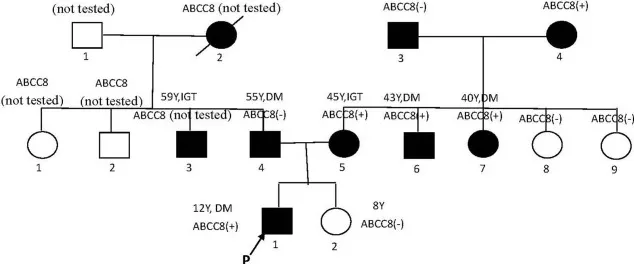 (not tested)
ABCC8 (not tested)
ABCC8(-)
ABCC8(+)
1
2
3
4
ABCC8
(not tested)
ABCC8
(not tested)
59Y,IGT
ABCC8 (not tested)
55Y,DM
ABCC8(-)
45Y,IGT
ABCC8(+)
43Y,DM
ABCC8(+)
40Y,DM
ABCC8(+)
ABCC8(-)
ABCC8(-)
1
2
3
4
5
6
7
8
9
12Y, DM
ABCC8(+)
8Y
ABCC8(-)
P
1
2